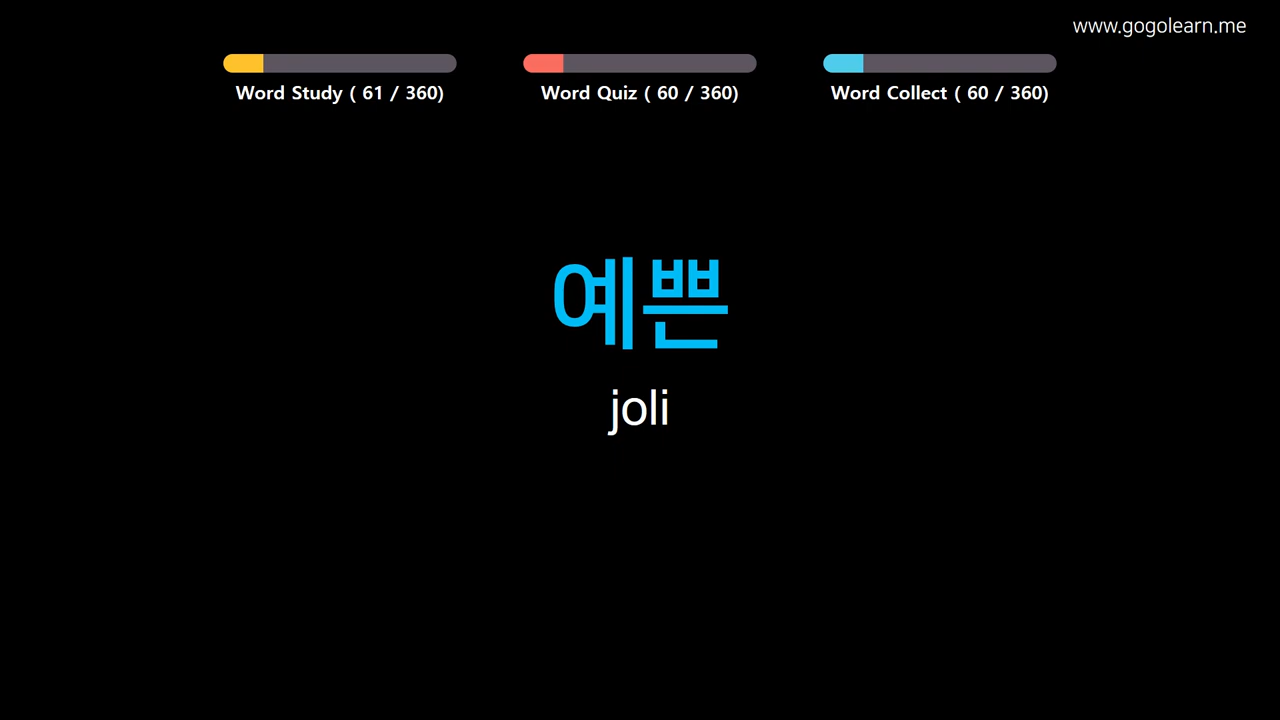 www.gogolearn.me
Word Study ( 61 / 360)
Word Quiz ( 60 / 360)
Word Collect ( 60 / 360)
예쁜
joli